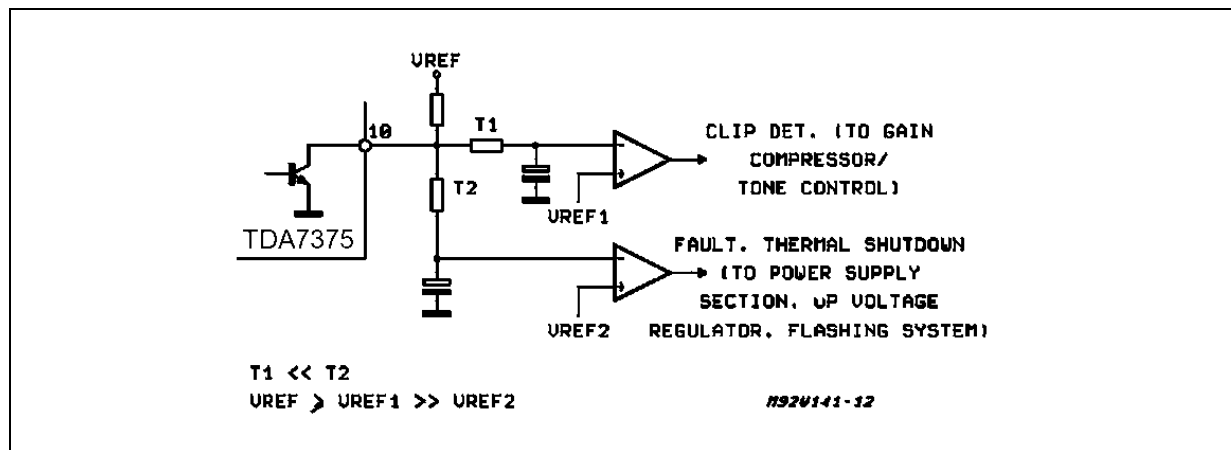 VREF
10
T1
CLIP DET. (TO GAIN
COMPRESSOR/
TONE CONTROL)
T2
VREF1
TDA7375
FAULT. THERMAL SHUTDOWN
(TO POWER SUPPLY
SECTION. uP VOLTAGE
REGULATOR. FLASHING SYSTEM)
VREF2
T1 << T2
VREF ⩾ VREF1 >> VREF2
M92W141-12